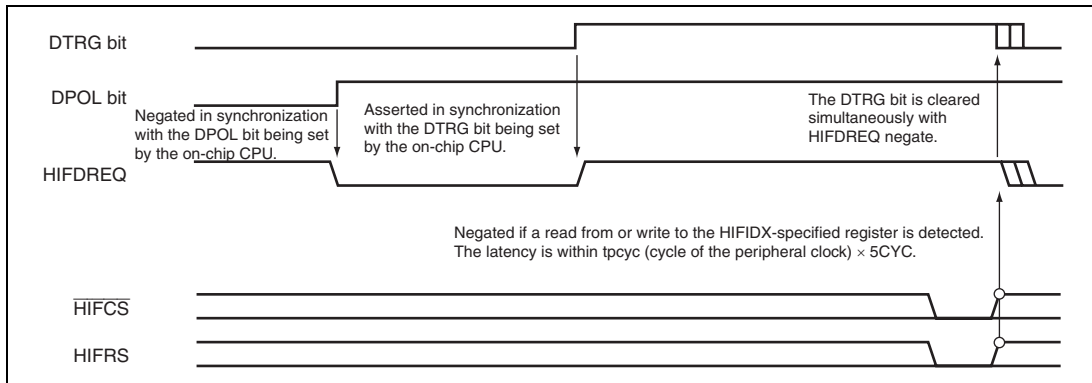 DTRG bit
DPOL bit
Negated in synchronization
with the DPOL bit being set
by the on-chip CPU.
Asserted in synchronization
with the DTRG bit being set
by the on-chip CPU.
The DTRG bit is cleared
simultaneously with
HIFDREQ negate.
HIFDREQ
Negated if a read from or write to the HIFIDX-specified register is detected.
The latency is within tpcyc (cycle of the peripheral clock) × 5CYC.
HIFCS
HIFRS